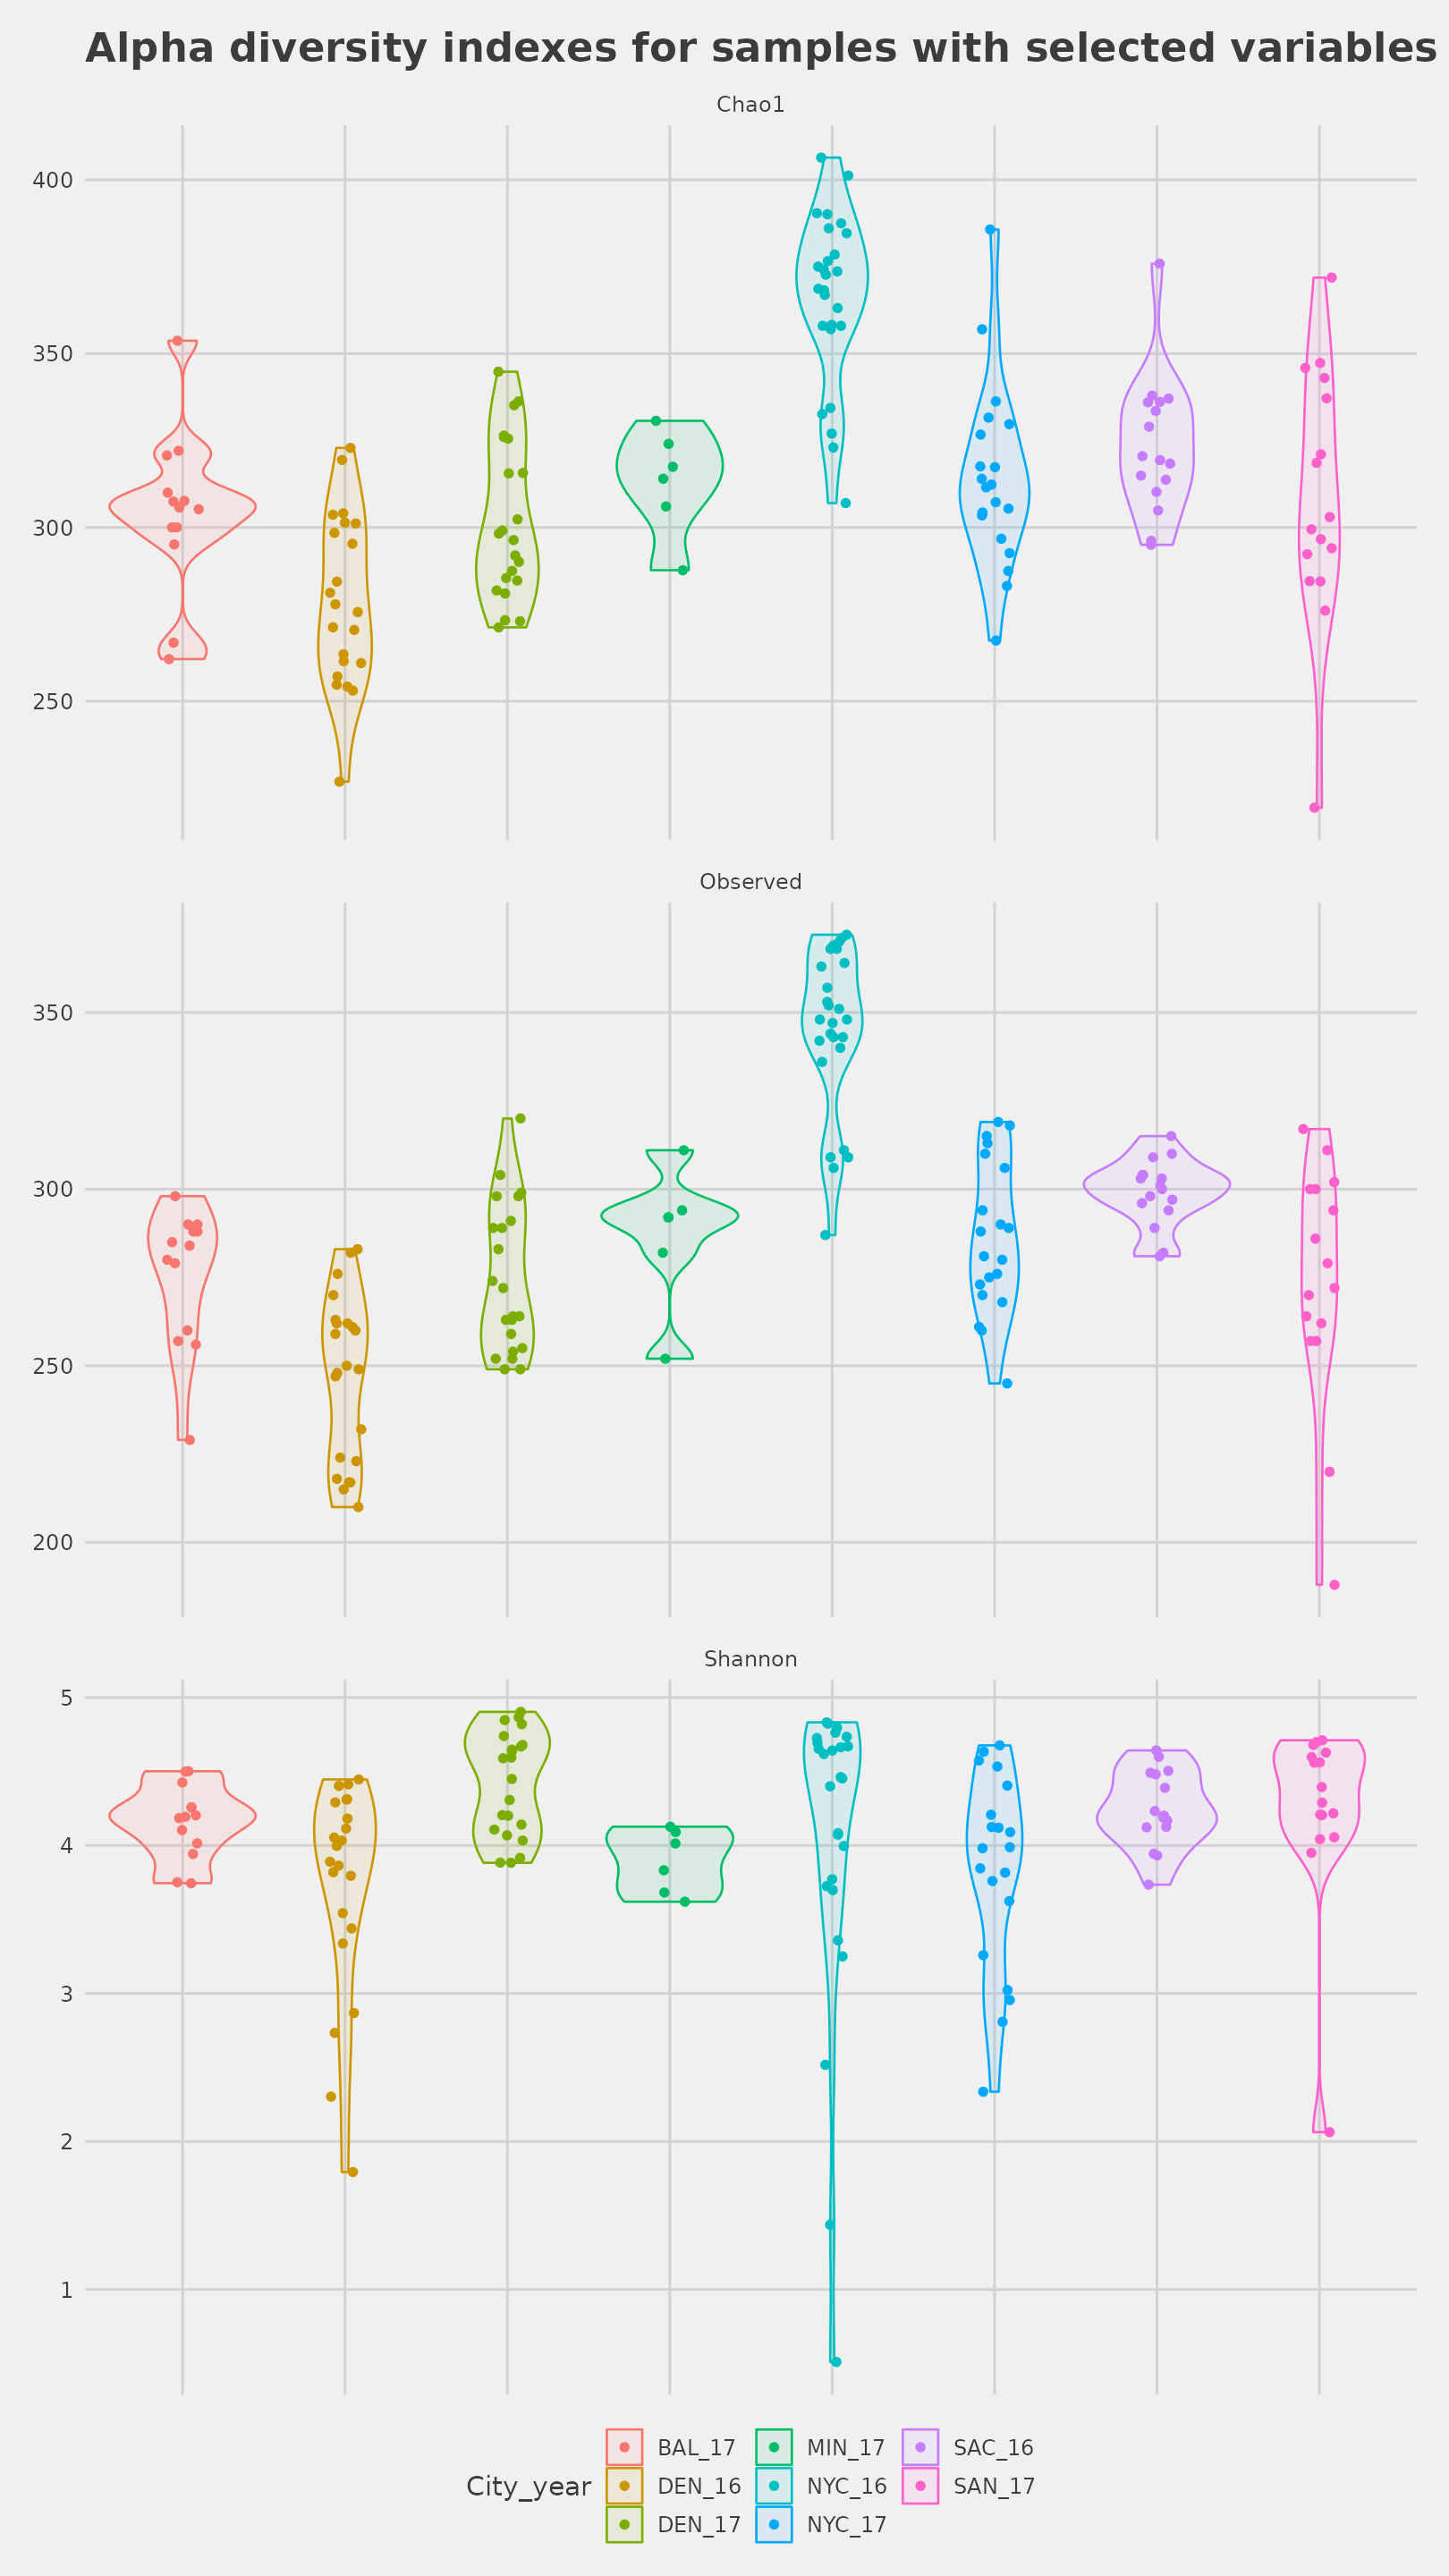 Alpha diversity indexes for samples with selected variables
Chao1
400
350
300
250
Observed
350
300
250
200
Shannon
5
4
3
2
1
City_year
BAL_17 MIN_17 SAC_16
DEN_16 NYC_16 SAN_17
DEN_17 NYC_17